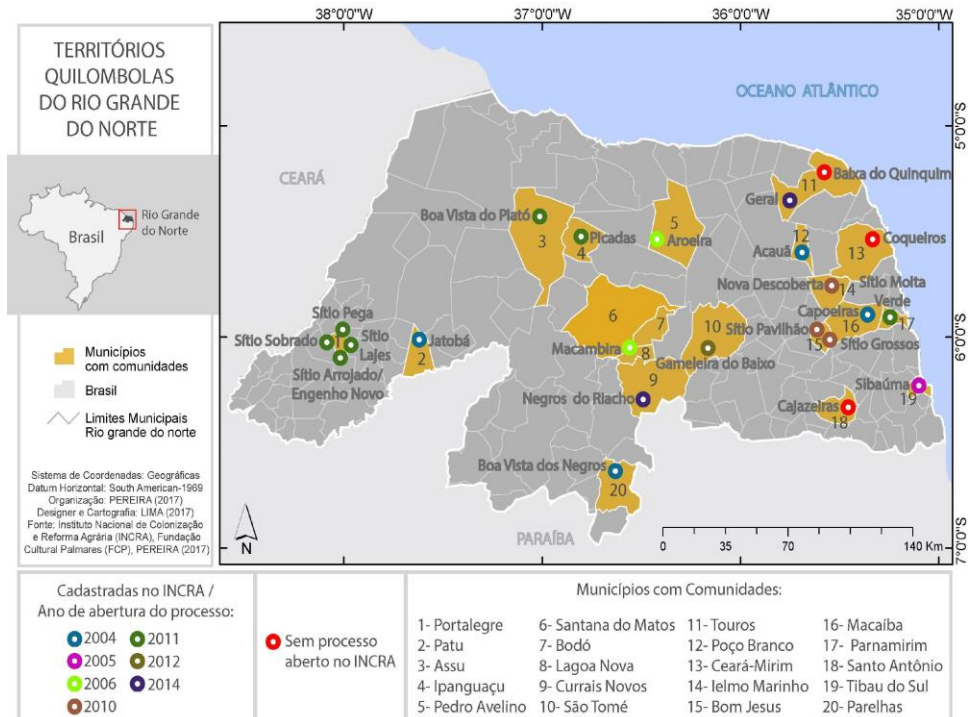 38°0'0"W
37°0'0"W
36°0'0"W
35°0'0"W
TERRITÓRIOS
QUILOMBOLAS
DO RIO GRANDE
DO NORTE
Brasil
Rio Grande
do Norte
Municípios
com comunidades
Brasil
Limites Municipais
Rio grande do norte
Sistema de Coordenadas: Geográficas
Datum Horizontal: South American-1969
Organização: PEREIRA (2017)
Designer e Cartografia: LIMA (2017)
Fonte: Instituto Nacional de Colonização
e Reforma Agrária (INCRA), Fundação
Cultural Palmares (FCP), PEREIRA (2017)
OCEANO ATLÂNTICO
5°0'0"S
CEARÁ
Baixa do Quinquim
11
Geral
Boa Vista do Piató
3
Picadas
4
5
Aroeira
12
Acauã
13
Coqueiros
Nova Descoberta
14
Sítio Moita
Verde
Capoeiras
16
17
Sítio Pavilhão
15
Sítio Grossos
6°0'0"S
Sítio Pega
Sítio Sobrado
1
Sítio
Lajes
Sítio Arrojado/
Engenho Novo
Jatobá
2
6
7
Macambira
8
10
Gameleira do Baixo
9
Negros do Riacho
Sibaúma
19
Cajazeiras
18
Boa Vista dos Negros
20
PARAÍBA
N
0 35 70 140 Km
7°0'0"S
Cadastradas no INCRA /
Ano de abertura do processo:
2004 2011
2005 2012
2006 2014
2010
Sem processo
aberto no INCRA
Municípios com Comunidades:
1- Portalegre 6- Santana do Matos 11- Touros 16- Macaíba
2- Patu 7- Bodó 12- Poço Branco 17- Parnamirim
3- Assu 8- Lagoa Nova 13- Ceará-Mirim 18- Santo Antônio
4- Ipanguaçu 9- Currais Novos 14- Ielmo Marinho 19- Tibau do Sul
5- Pedro Avelino 10- São Tomé 15- Bom Jesus 20- Parelhas